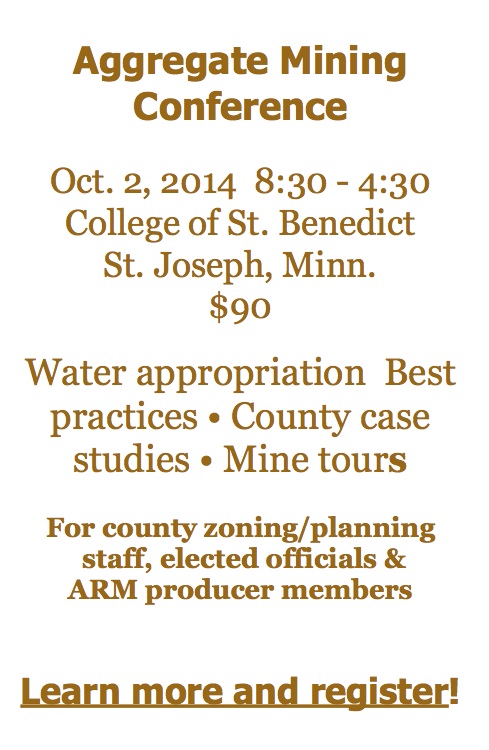 Aggregate Mining
Conference
Oct. 2, 2014  8:30 - 4:30
College of St. Benedict
St. Joseph, Minn.
$90
Water appropriation  Best
practices • County case
studies • Mine tours
For county zoning/planning
staff, elected officials &
ARM producer members
Learn more and register!